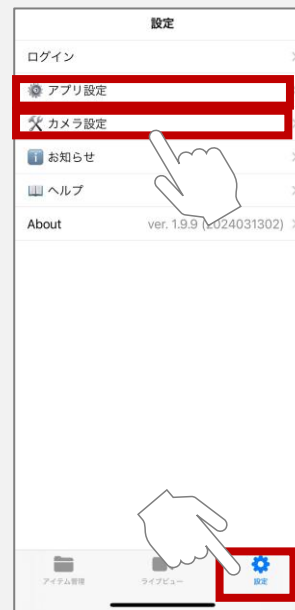 設定
ログイン
アプリ設定
カメラ設定
お知らせ
ヘルプ
About ver. 1.9.9 (2024031302)
アイテム管理 ライブビュー 設定